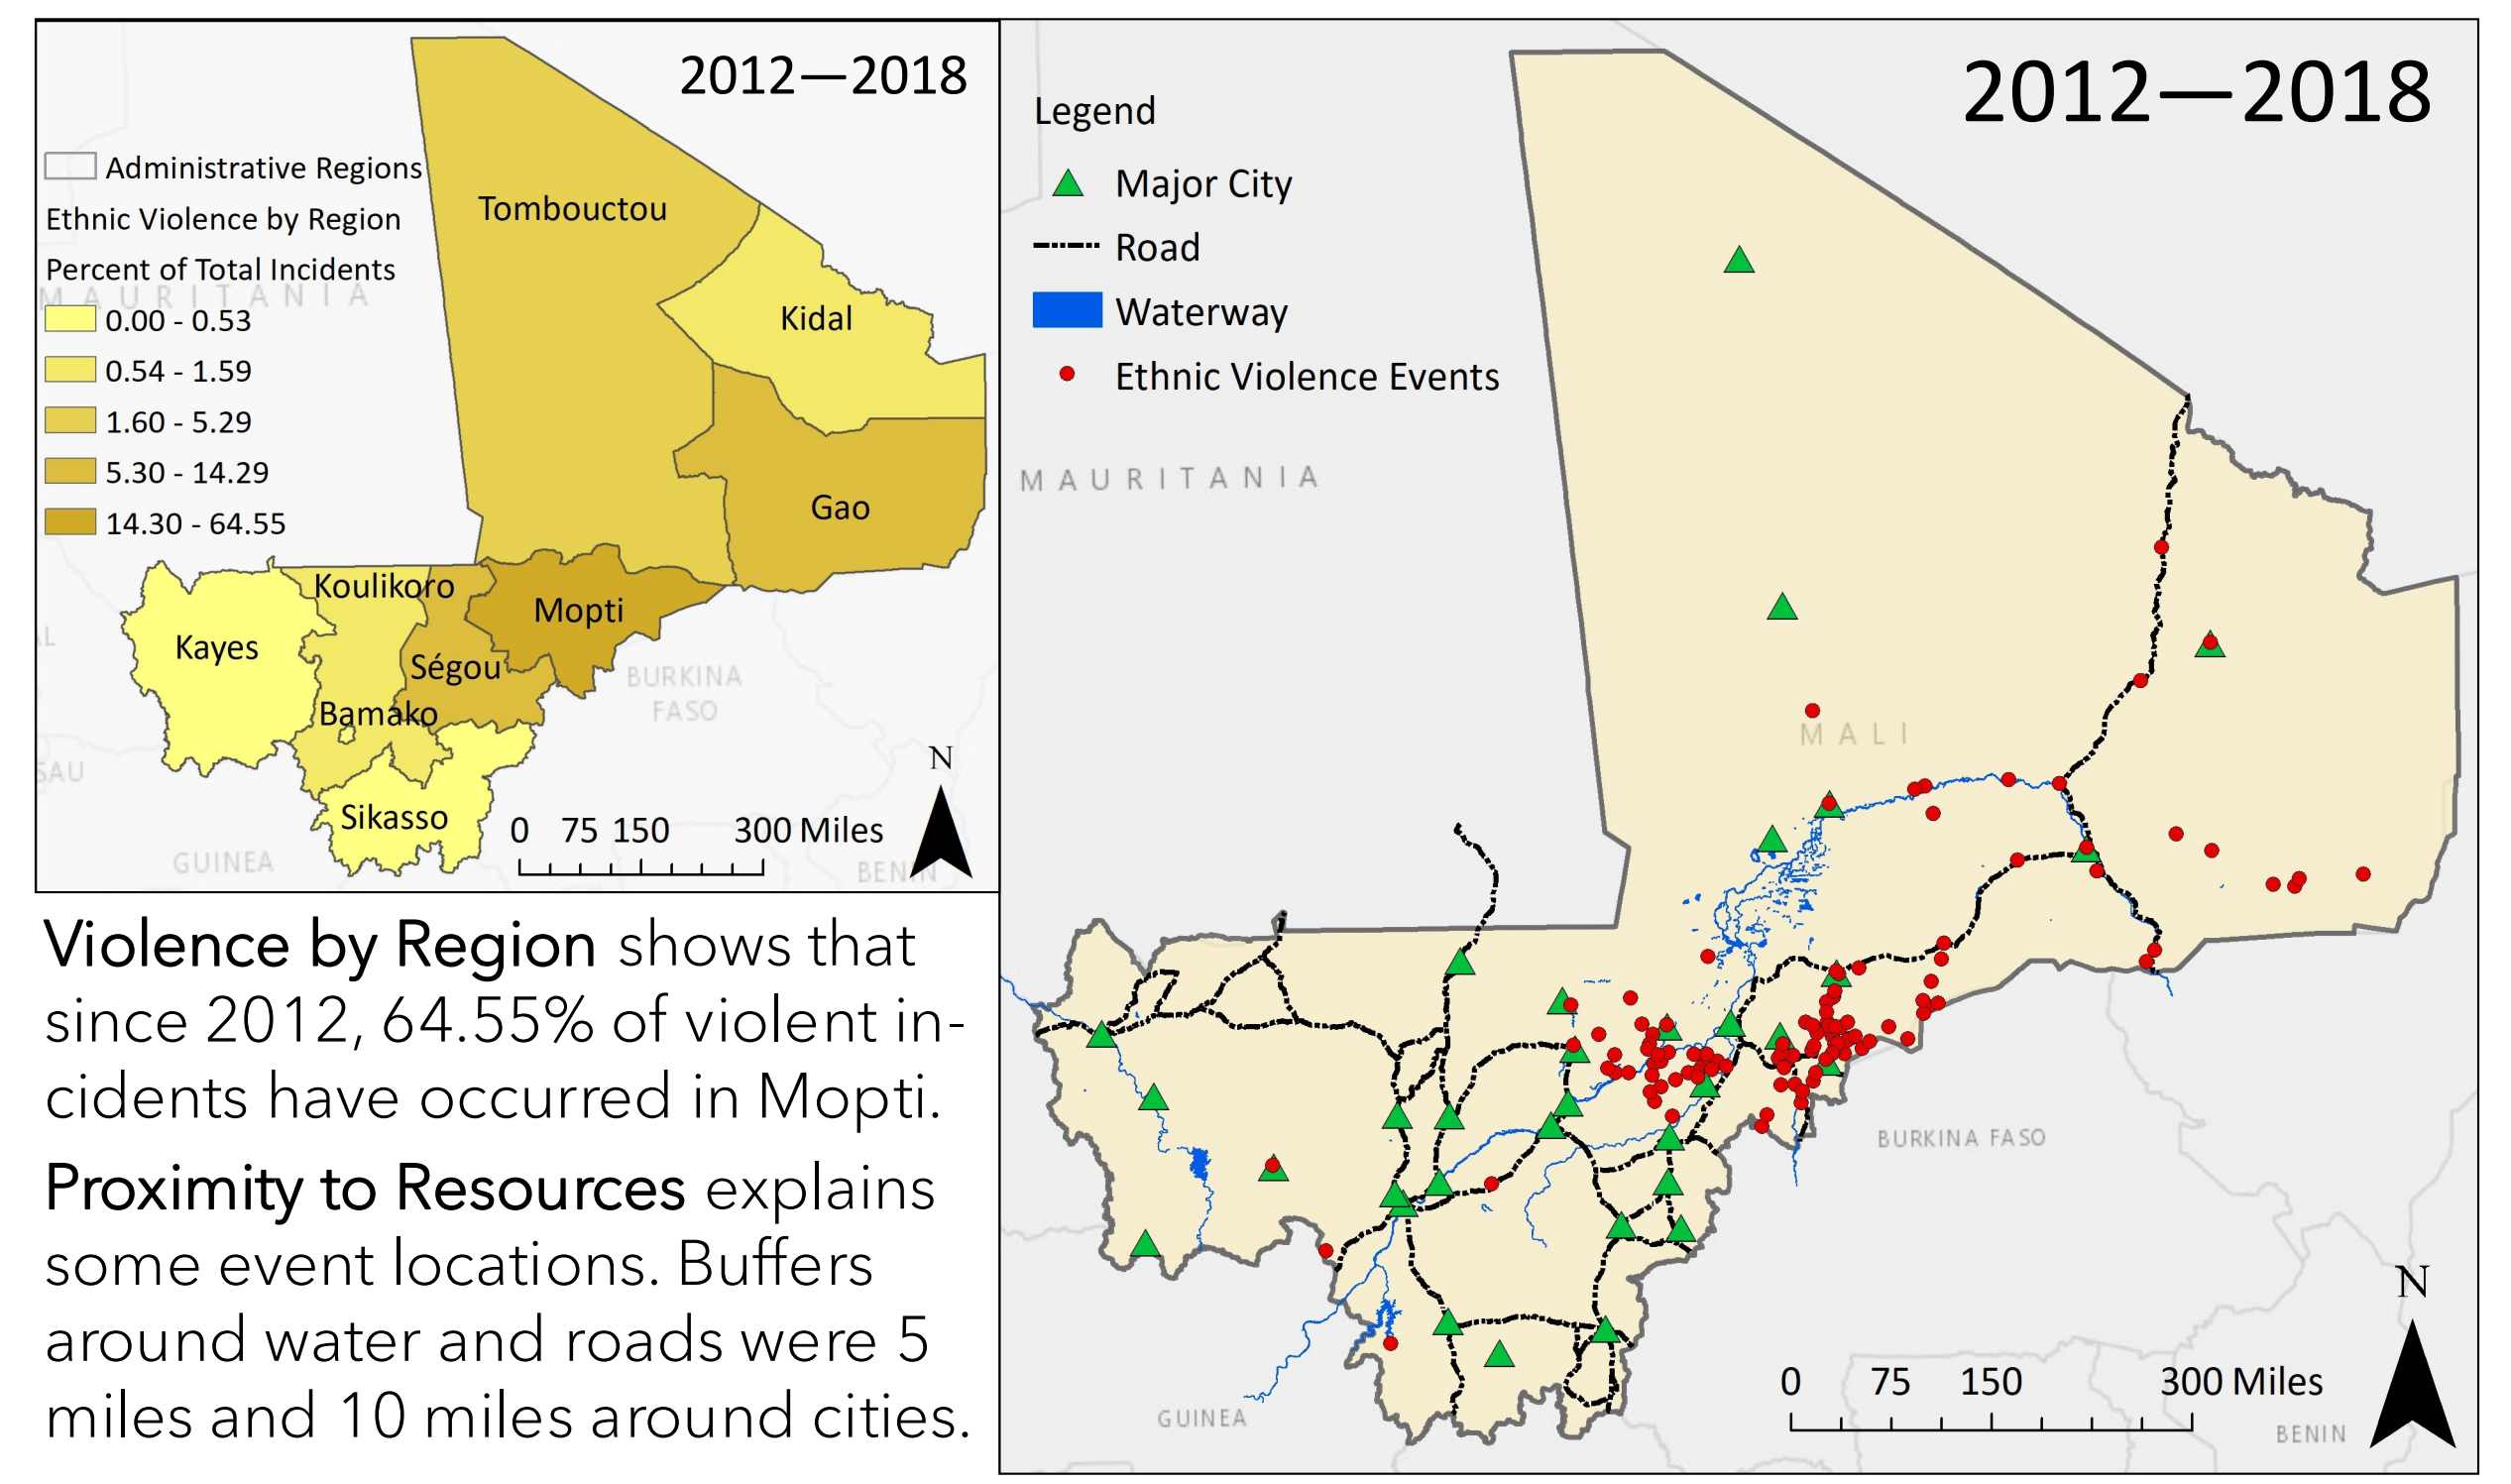 2012—2018
Administrative Regions
Ethnic Violence by Region
Percent of Total Incidents
MAURITANIA
0.00 - 0.53
0.54 - 1.59
1.60 - 5.29
5.30 - 14.29
14.30 - 64.55
Tombouctou
Kidal
Gao
Koulikoro
Mopti
Kayes
Ségou
Bamako
Sikasso
AL
SAU
BURKINA
FASO
GUINEA
BENIN
N
0 75 150 300 Miles
Violence by Region shows that
since 2012, 64.55% of violent in-
cidents have occurred in Mopti.
Proximity to Resources explains
some event locations. Buffers
around water and roads were 5
miles and 10 miles around cities.
2012—2018
Legend
Major City
Road
Waterway
Ethnic Violence Events
MAURITANIA
MALI
BURKINA FASO
GUINEA
BENIN
N
0 75 150 300 Miles